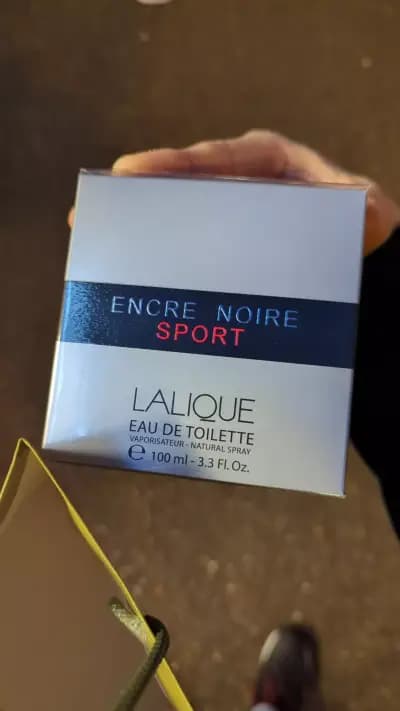 ENCRE NOIRE
SPORT
LALIQUE
EAU DE TOILETTE
VAPORISATEUR - NATURAL SPRAY
℮ 100 ml - 3.3 Fl. Oz.